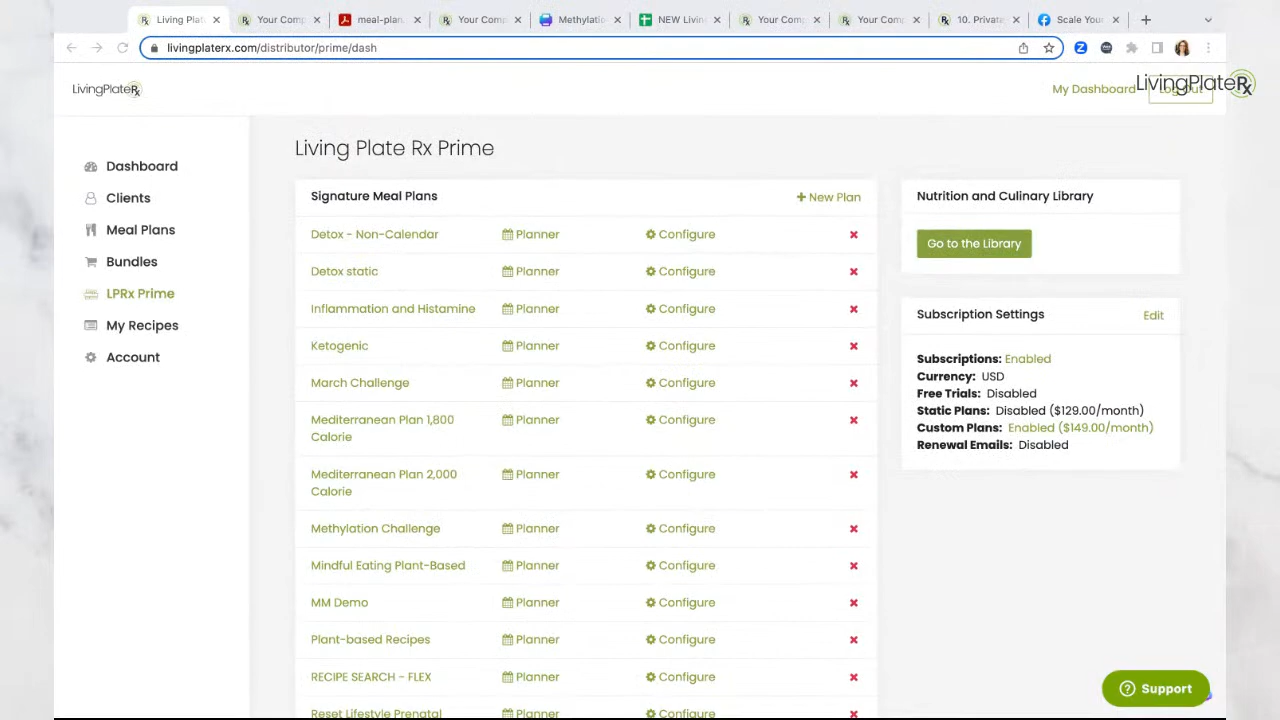 Living Plat
Your Comp
meal-plan.
Your Comp
Methylatio
NEW Livin
Your Comp
Your Comp
10. Private
Scale Your
livingplaterx.com/distributor/prime/dash
LivingPlateRx
My Dashboard
LivingPlateRx
Dashboard
Clients
Meal Plans
Bundles
LPRx Prime
My Recipes
Account
Living Plate Rx Prime
Signature Meal Plans
New Plan
Detox - Non-Calendar Planner Configure
Detox static Planner Configure
Inflammation and Histamine Planner Configure
Ketogenic Planner Configure
March Challenge Planner Configure
Mediterranean Plan 1,800 Planner Configure
Calorie
Mediterranean Plan 2,000 Planner Configure
Calorie
Methylation Challenge Planner Configure
Mindful Eating Plant-Based Planner Configure
MM Demo Planner Configure
Plant-based Recipes Planner Configure
RECIPE SEARCH - FLEX Planner Configure
Reset Lifestyle Prenatal Planner Configure
Nutrition and Culinary Library
Go to the Library
Subscription Settings Edit
Subscriptions: Enabled
Currency: USD
Free Trials: Disabled
Static Plans: Disabled ($129.00/month)
Custom Plans: Enabled ($149.00/month)
Renewal Emails: Disabled
Support